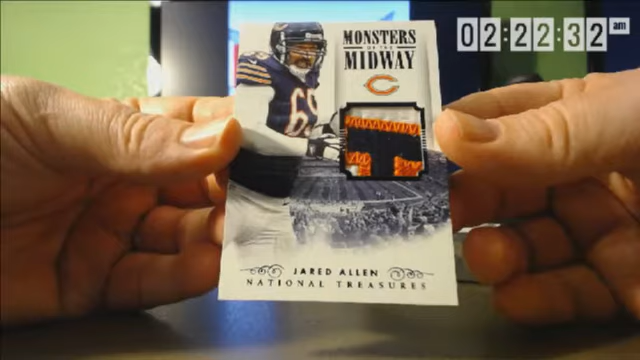 02:22:32 am
MONSTERS
OF THE
MIDWAY
C
69
JARED ALLEN
NATIONAL TREASURES